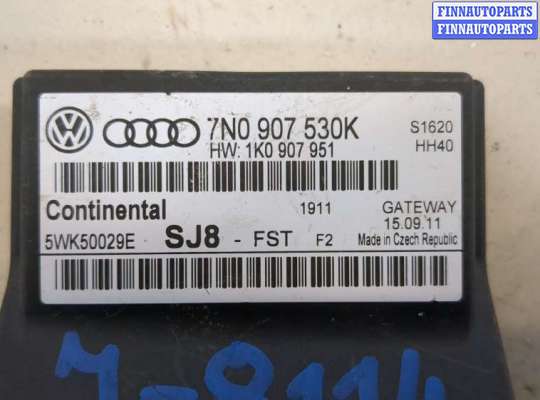 FINNAUTOPARTS
FINNAUTOPARTS
7N0 907 530K
S1620
HW: 1K0 907 951
HH40
Continental
1911
GATEWAY
15.09.11
5WK50029E SJ8 - FST F2 Made in Czech Republic